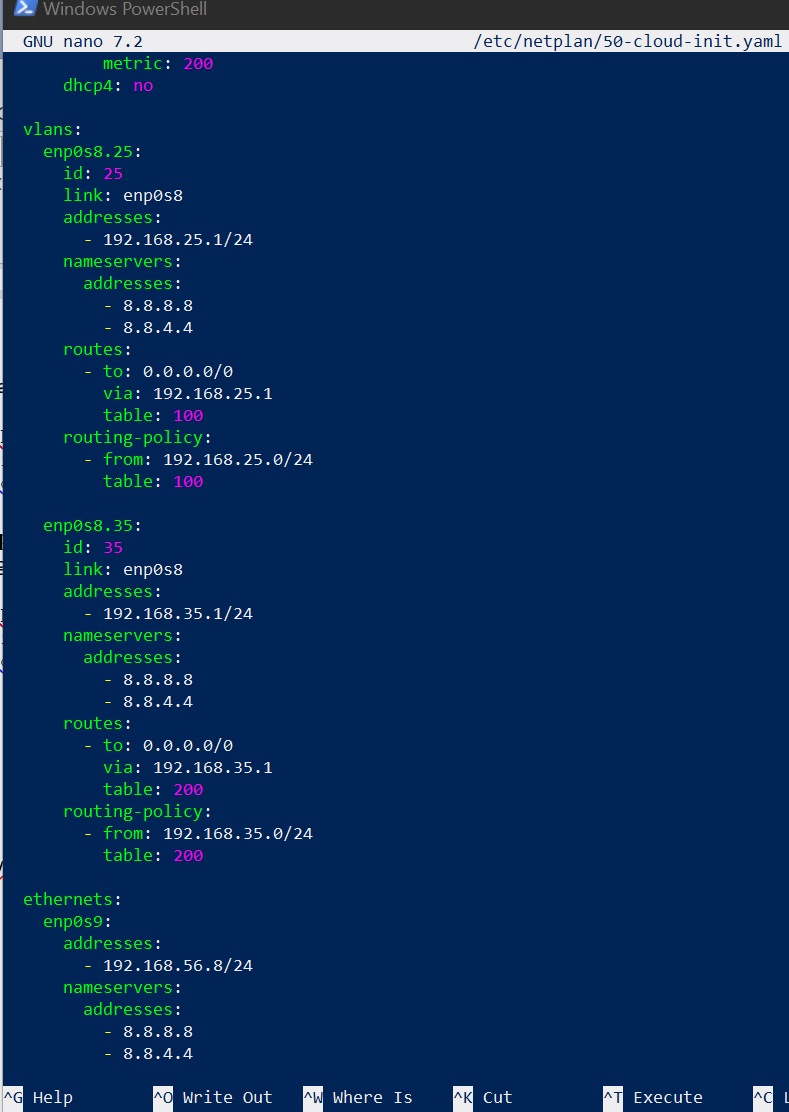 Windows PowerShell
GNU nano 7.2 /etc/netplan/50-cloud-init.yaml
metric: 200
dhcp4: no
vlans:
enp0s8.25:
id: 25
link: enp0s8
addresses:
- 192.168.25.1/24
nameservers:
addresses:
- 8.8.8.8
- 8.8.4.4
routes:
- to: 0.0.0.0/0
via: 192.168.25.1
table: 100
routing-policy:
- from: 192.168.25.0/24
table: 100
enp0s8.35:
id: 35
link: enp0s8
addresses:
- 192.168.35.1/24
nameservers:
addresses:
- 8.8.8.8
- 8.8.4.4
routes:
- to: 0.0.0.0/0
via: 192.168.35.1
table: 200
routing-policy:
- from: 192.168.35.0/24
table: 200
ethernets:
enp0s9:
addresses:
- 192.168.56.8/24
nameservers:
addresses:
- 8.8.8.8
- 8.8.4.4
^G Help ^O Write Out ^W Where Is ^K Cut ^T Execute ^C